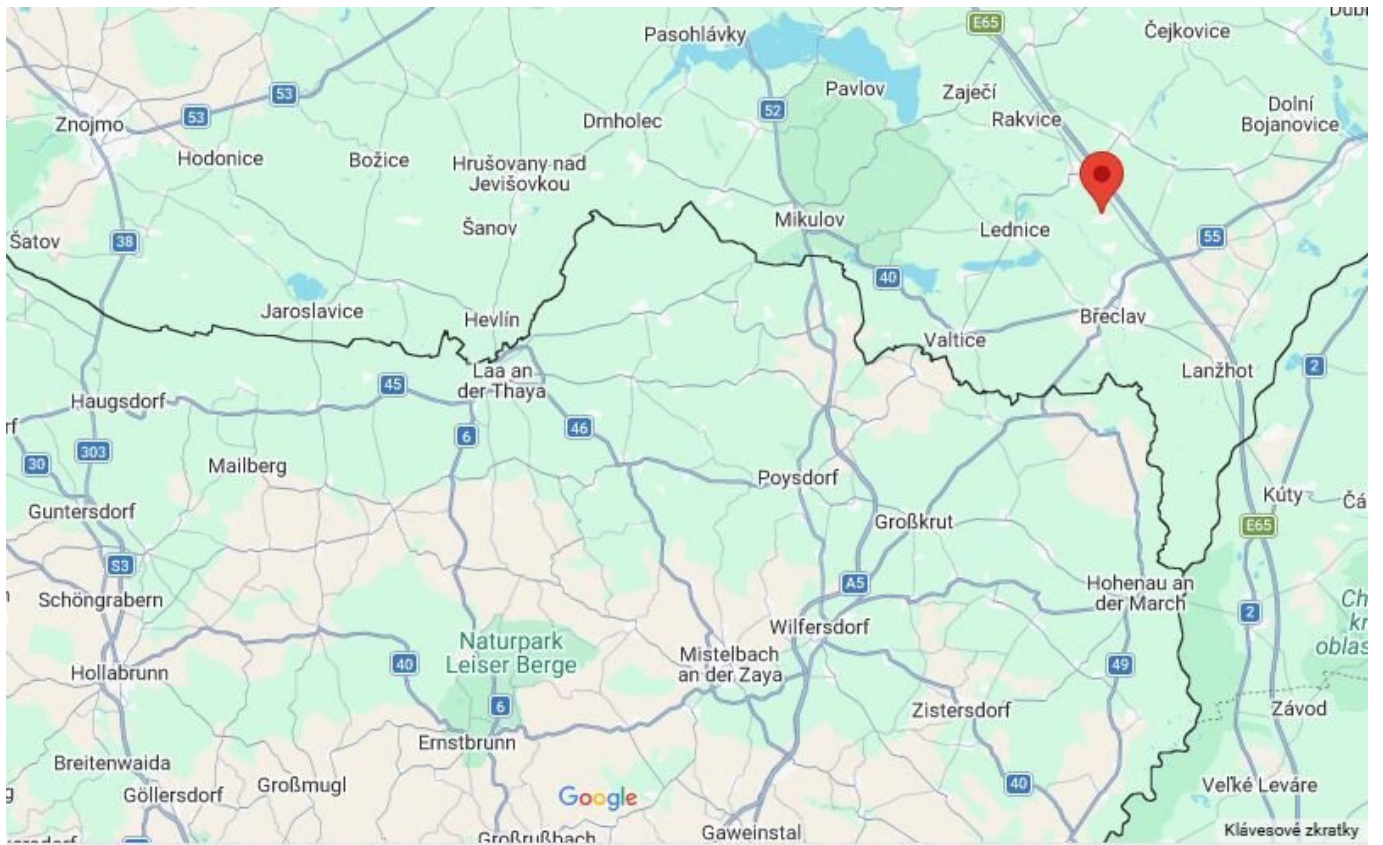 E65
Čejkovice
Pasohlávky
53
52
Pavlov
Zaječí
Drnholec
Rakvice
Dolní
Bojanovice
Znojmo
53
Hodonice
Božice
Hrušovany nad
Jevišovkou
Mikulov
Šatov
38
Šanov
Lednice
55
40
Jaroslavice
Hevlín
Břeclav
Valtice
Lanžhot
2
Laa an
der Thaya
45
Haugsdorf
46
6
303
30
Mailberg
Poysdorf
Kúty
Guntersdorf
Großkrut
E65
S3
A5
Hohenau an
der March
Schöngrabern
2
Wilfersdorf
Naturpark
Leiser Berge
Mistelbach
an der Zaya
40
49
Hollabrunn
6
Zistersdorf
Závod
Ernstbrunn
Breitenwaida
Großmugl
Göllersdorf
40
Veľké Leváre
Google
Großrußbach
Gaweinstal
Klávesové zkratky